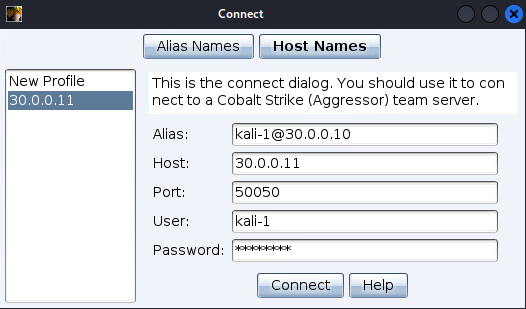 Connect
Alias Names
Host Names
New Profile
30.0.0.11
This is the connect dialog. You should use it to con
nect to a Cobalt Strike (Aggressor) team server.
Alias: kali-1@30.0.0.10
Host: 30.0.0.11
Port: 50050
User: kali-1
Password: ********
Connect
Help